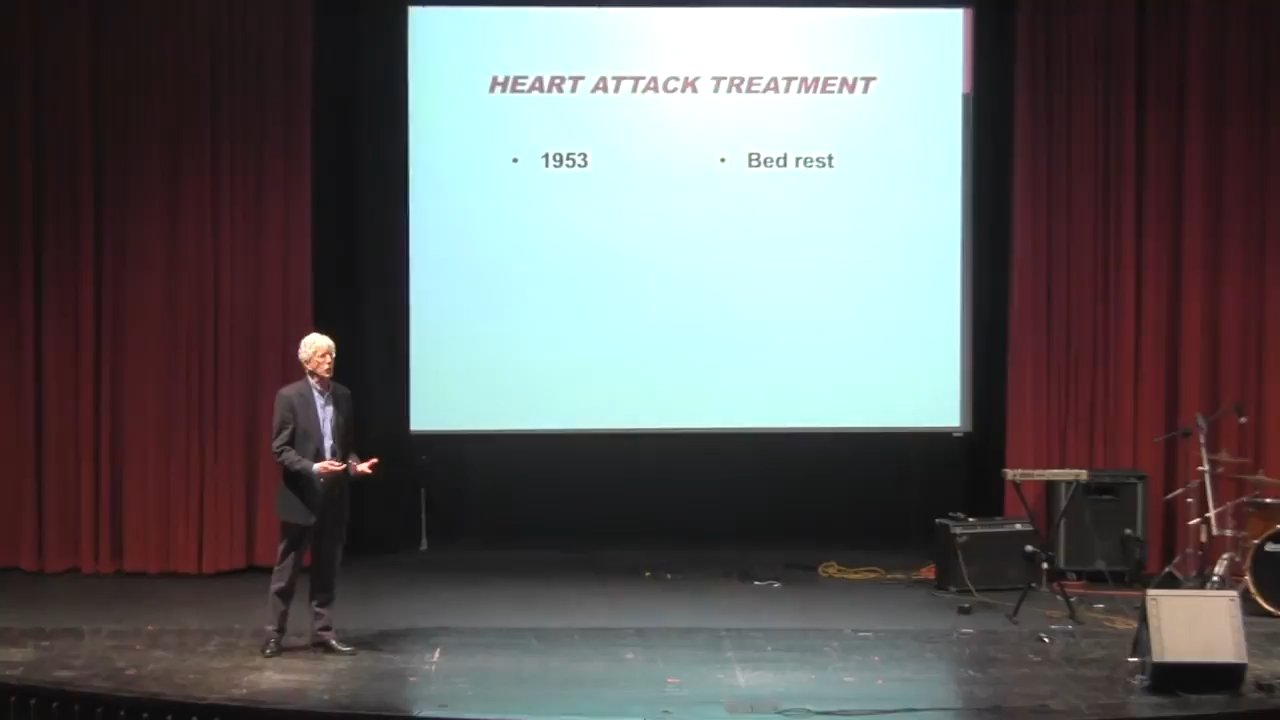 HEART ATTACK TREATMENT
• 1953 • Bed rest